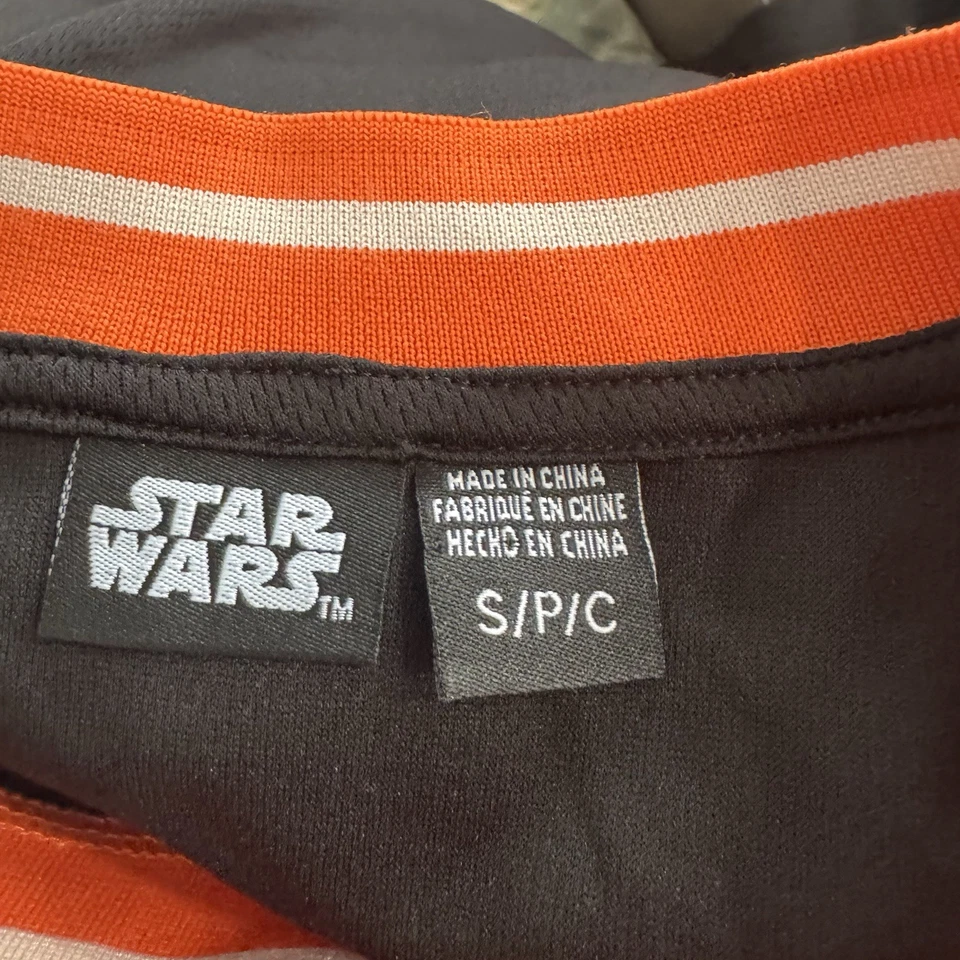 STAR
WARS TM
MADE IN CHINA
FABRIQUÉ EN CHINE
HECHO EN CHINA
S/P/C